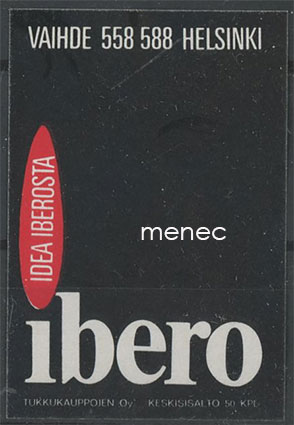 VAIHDE 558 588 HELSINKI
IDEA IBEROSTA
menec
ibero
TUKKUKAUPPOJEN Oy KESKISISALTO 50 KPL